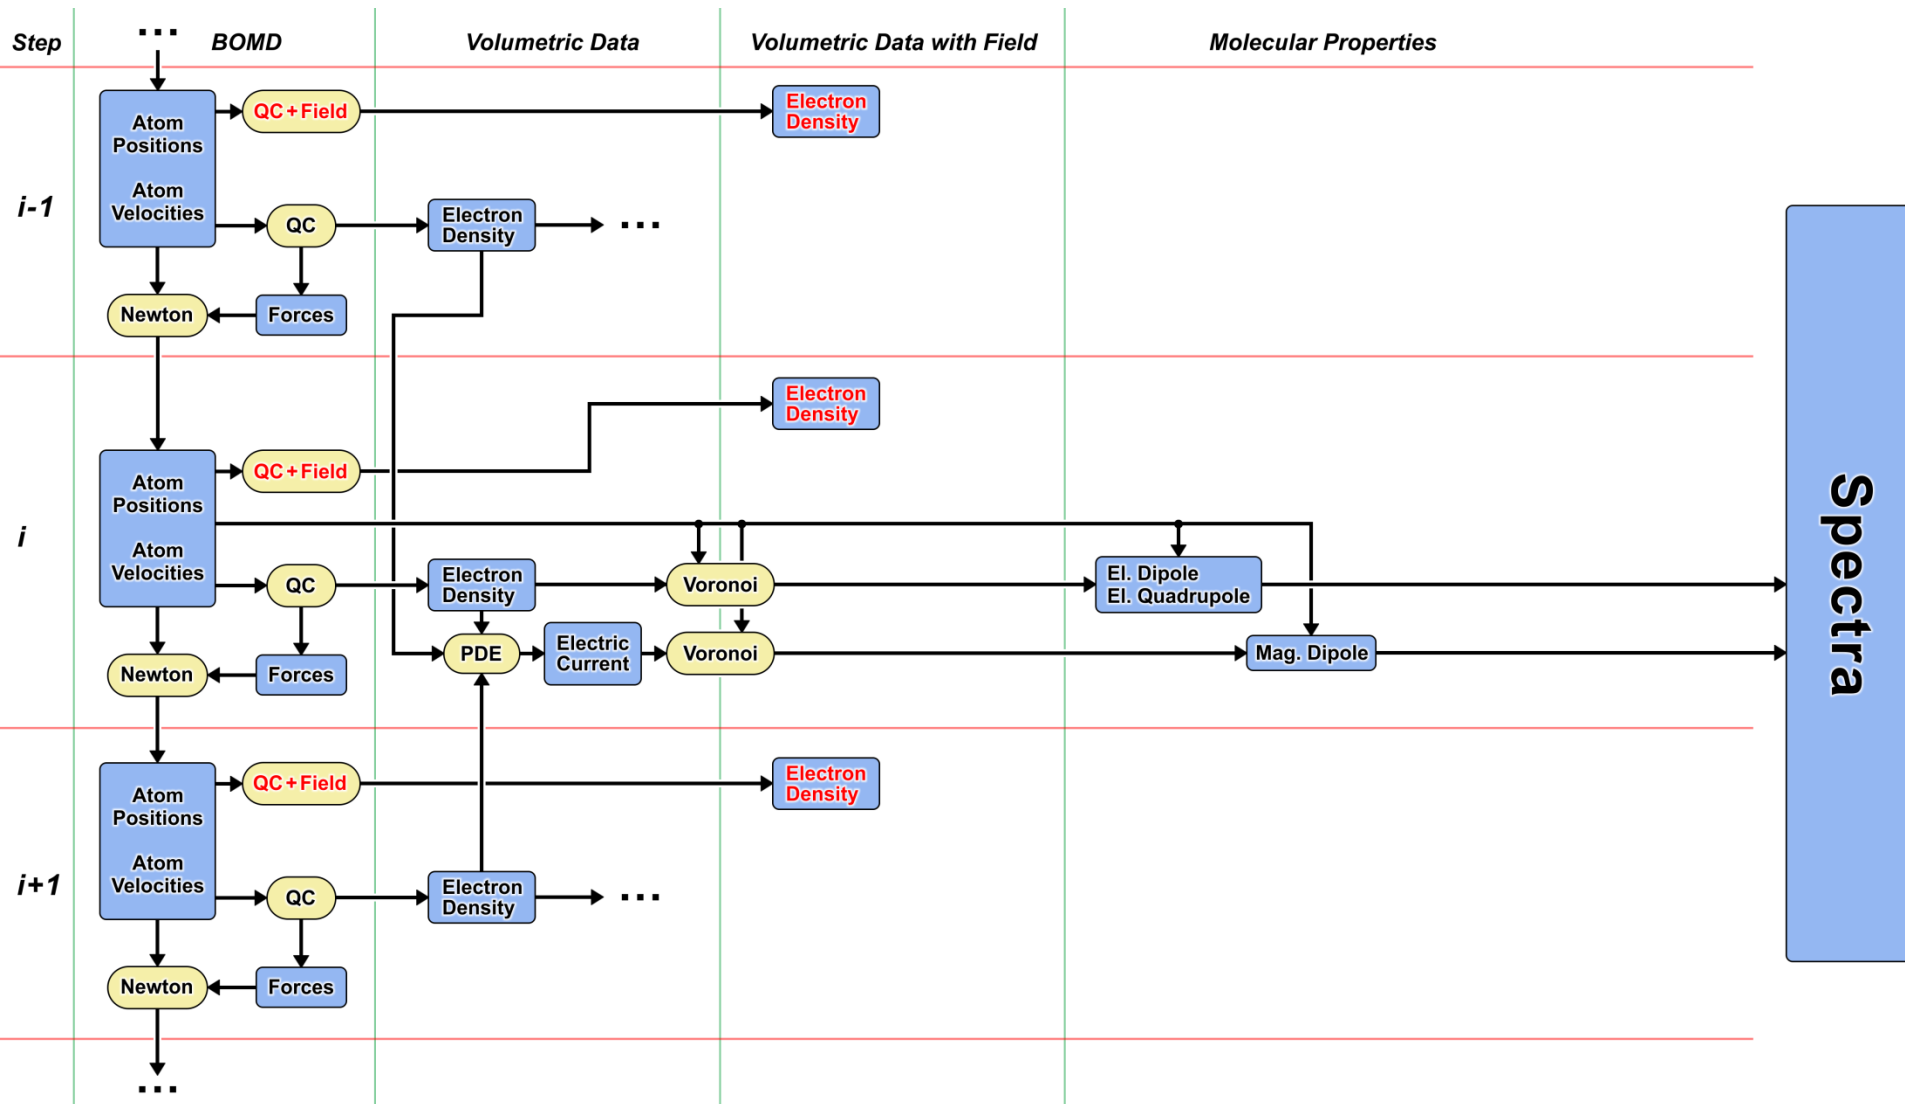 Step
BOMD
Volumetric Data
Volumetric Data with Field
Molecular Properties
...
i-1
Atom
Positions
Atom
Velocities
QC+Field
Electron
Density
QC
Electron
Density
...
Newton
Forces
i
Electron
Density
Atom
Positions
Atom
Velocities
QC+Field
QC
Electron
Density
Voronoi
El. Dipole
El. Quadrupole
PDE
Electric
Current
Voronoi
Mag. Dipole
Newton
Forces
Spectra
i+1
Atom
Positions
Atom
Velocities
QC+Field
Electron
Density
QC
Electron
Density
...
Newton
Forces
...